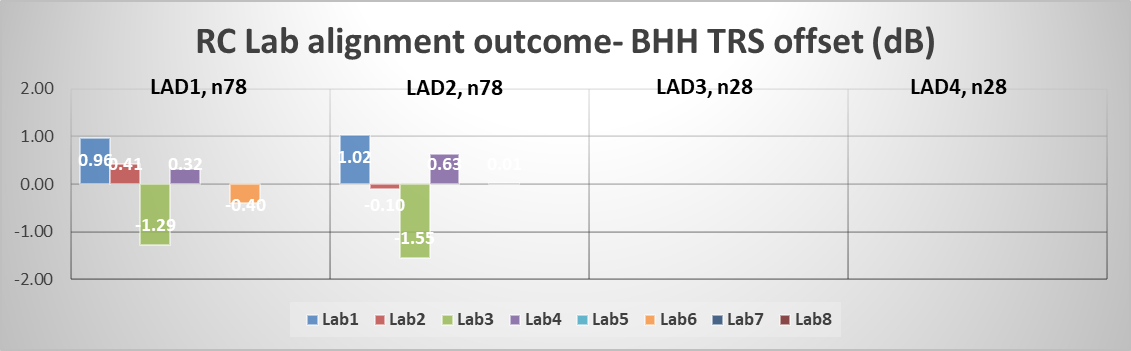 RC Lab alignment outcome- BHH TRS offset (dB)
LAD1, n78 LAD2, n78 LAD3, n28 LAD4, n28
2.00
1.00
0.96 0.41 0.32 1.02 0.63
0.00
-0.40 -0.10
-1.29 -1.55
-1.00
-2.00
Lab1 Lab2 Lab3 Lab4 Lab5 Lab6 Lab7 Lab8